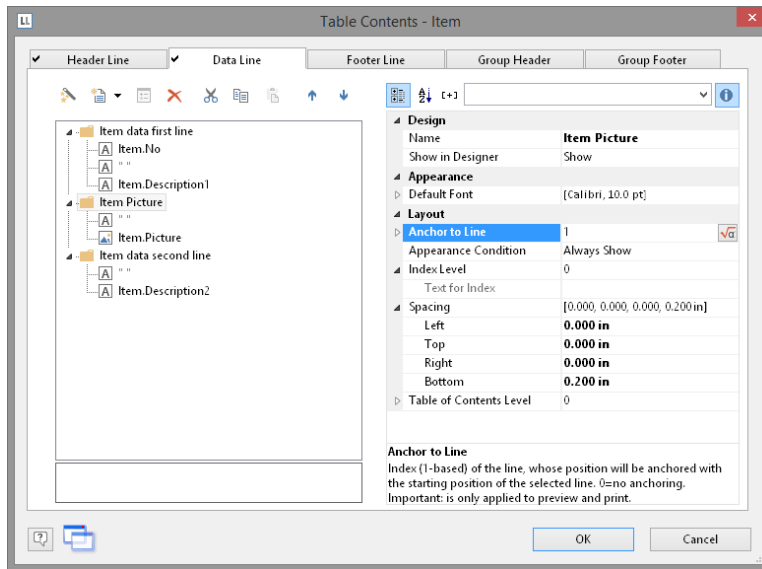 LL
Table Contents - Item
Header Line
Data Line
Footer Line
Group Header
Group Footer
Item data first line
A Item.No
A " "
A Item.Description1
Item Picture
A " "
Item.Picture
Item data second line
A " "
A Item.Description2
A Z [+]
Design
Name Item Picture
Show in Designer Show
Appearance
Default Font [Calibri, 10.0 pt]
Layout
Anchor to Line 1 √α
Appearance Condition Always Show
Index Level 0
Text for Index
Spacing [0.000, 0.000, 0.000, 0.200 in]
Left 0.000 in
Top 0.000 in
Right 0.000 in
Bottom 0.200 in
Table of Contents Level 0
Anchor to Line
Index (1-based) of the line, whose position will be anchored with
the starting position of the selected line. 0=no anchoring.
Important: is only applied to preview and print.
OK
Cancel